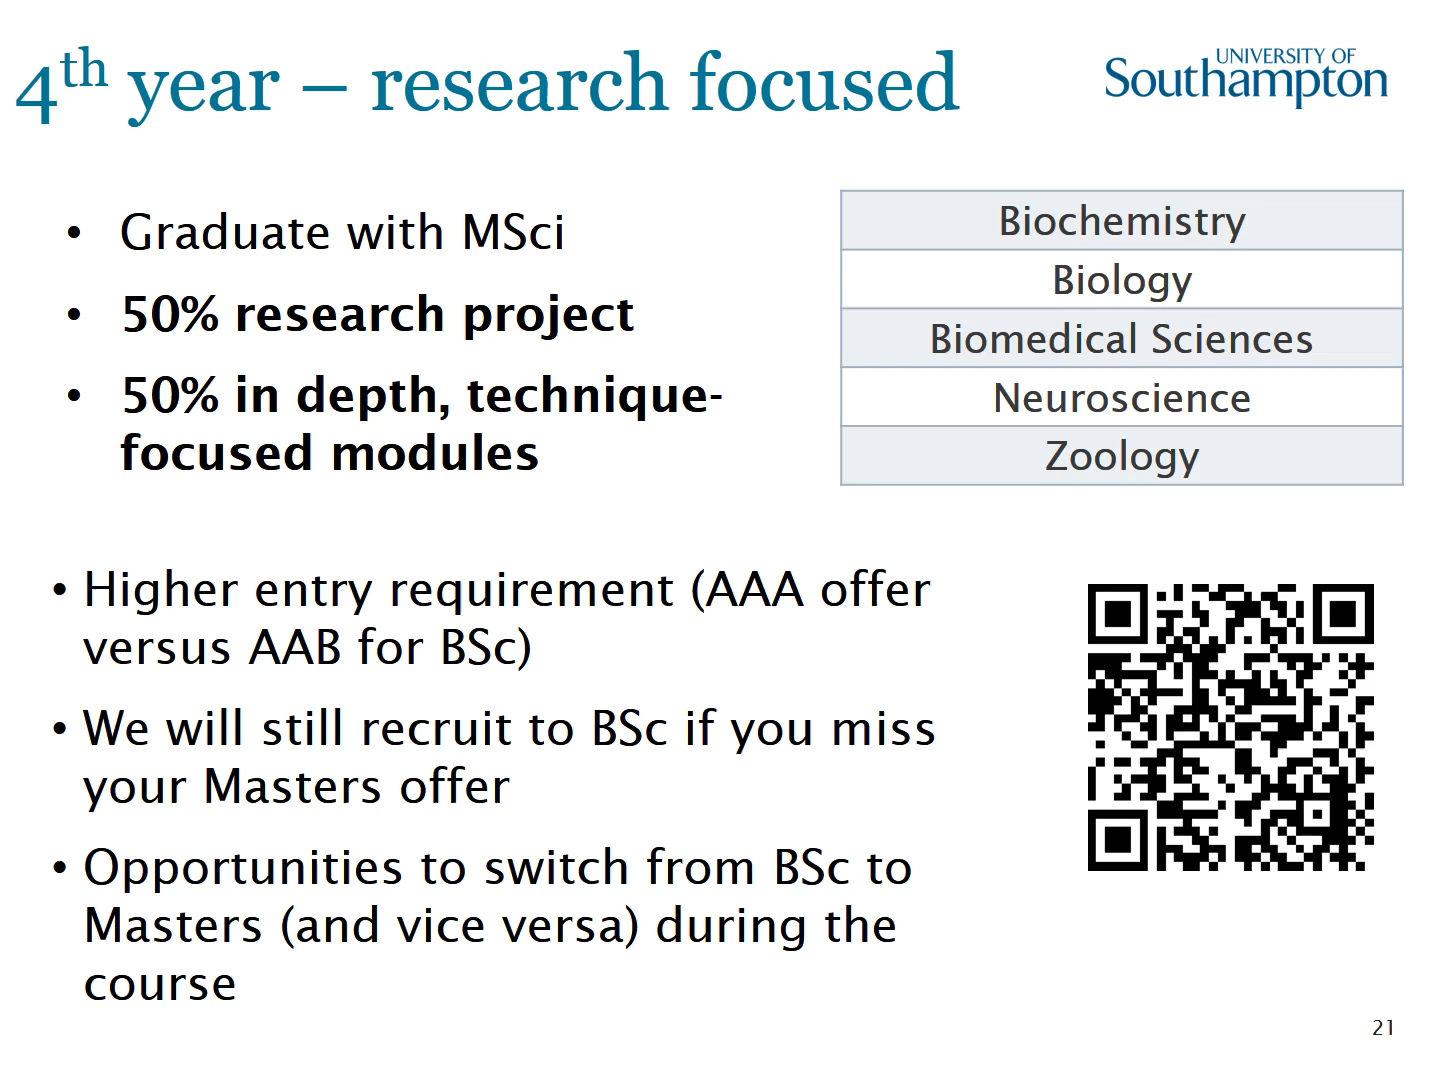 4th year – research focused
UNIVERSITY OF
Southampton
• Graduate with MSci
• 50% research project
• 50% in depth, technique-
focused modules
Biochemistry
Biology
Biomedical Sciences
Neuroscience
Zoology
• Higher entry requirement (AAA offer
versus AAB for BSc)
• We will still recruit to BSc if you miss
your Masters offer
• Opportunities to switch from BSc to
Masters (and vice versa) during the
course
21